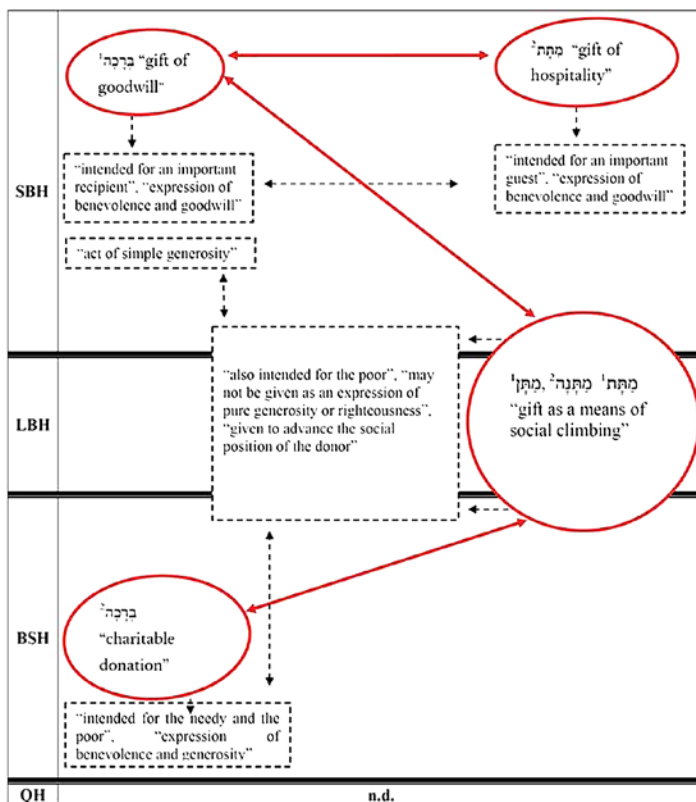 SBH
בְּרָכָה¹ “gift of
goodwill”
מַתָּת² “gift of
hospitality”
“intended for an important
recipient”, “expression of
benevolence and goodwill”
“intended for an important
guest”, “expression of
benevolence and goodwill”
“act of simple generosity”
LBH
“also intended for the poor”, “may
not be given as an expression of
pure generosity or righteousness”,
“given to advance the social
position of the donor”
מַתָּת¹ מַתָּנָה² ,מַתָּן¹
“gift as a means of
social climbing”
BSH
בְּרָכָה²
“charitable
donation”
“intended for the needy and the
poor”, “expression of
benevolence and generosity”
QH
n.d.